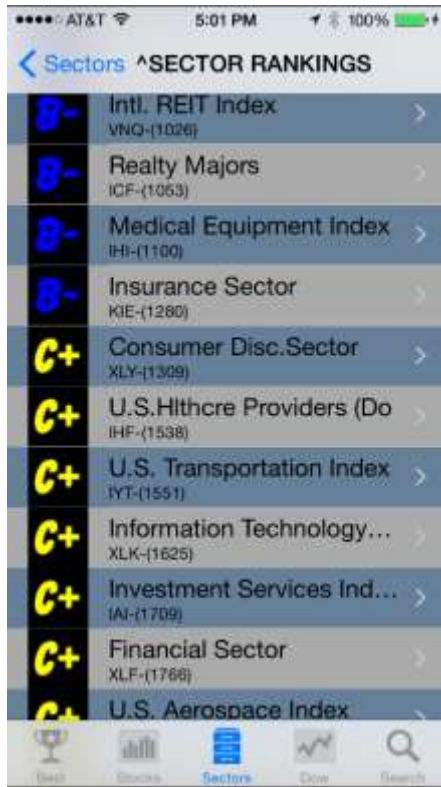 AT&T 5:01 PM 100%
Sectors ^SECTOR RANKINGS
B- Intl. REIT Index
VNQ-(1026)
B- Realty Majors
ICF-(1053)
B- Medical Equipment Index
IHI-(1100)
B- Insurance Sector
KIE-(1280)
C+ Consumer Disc.Sector
XLY-(1309)
C+ U.S.Hlthcre Providers (Do
IHF-(1538)
C+ U.S. Transportation Index
IYT-(1551)
C+ Information Technology...
XLK-(1625)
C+ Investment Services Ind...
IAI-(1709)
C+ Financial Sector
XLF-(1766)
C+ U.S. Aerospace Index
Best Stocks Sectors Dow Search